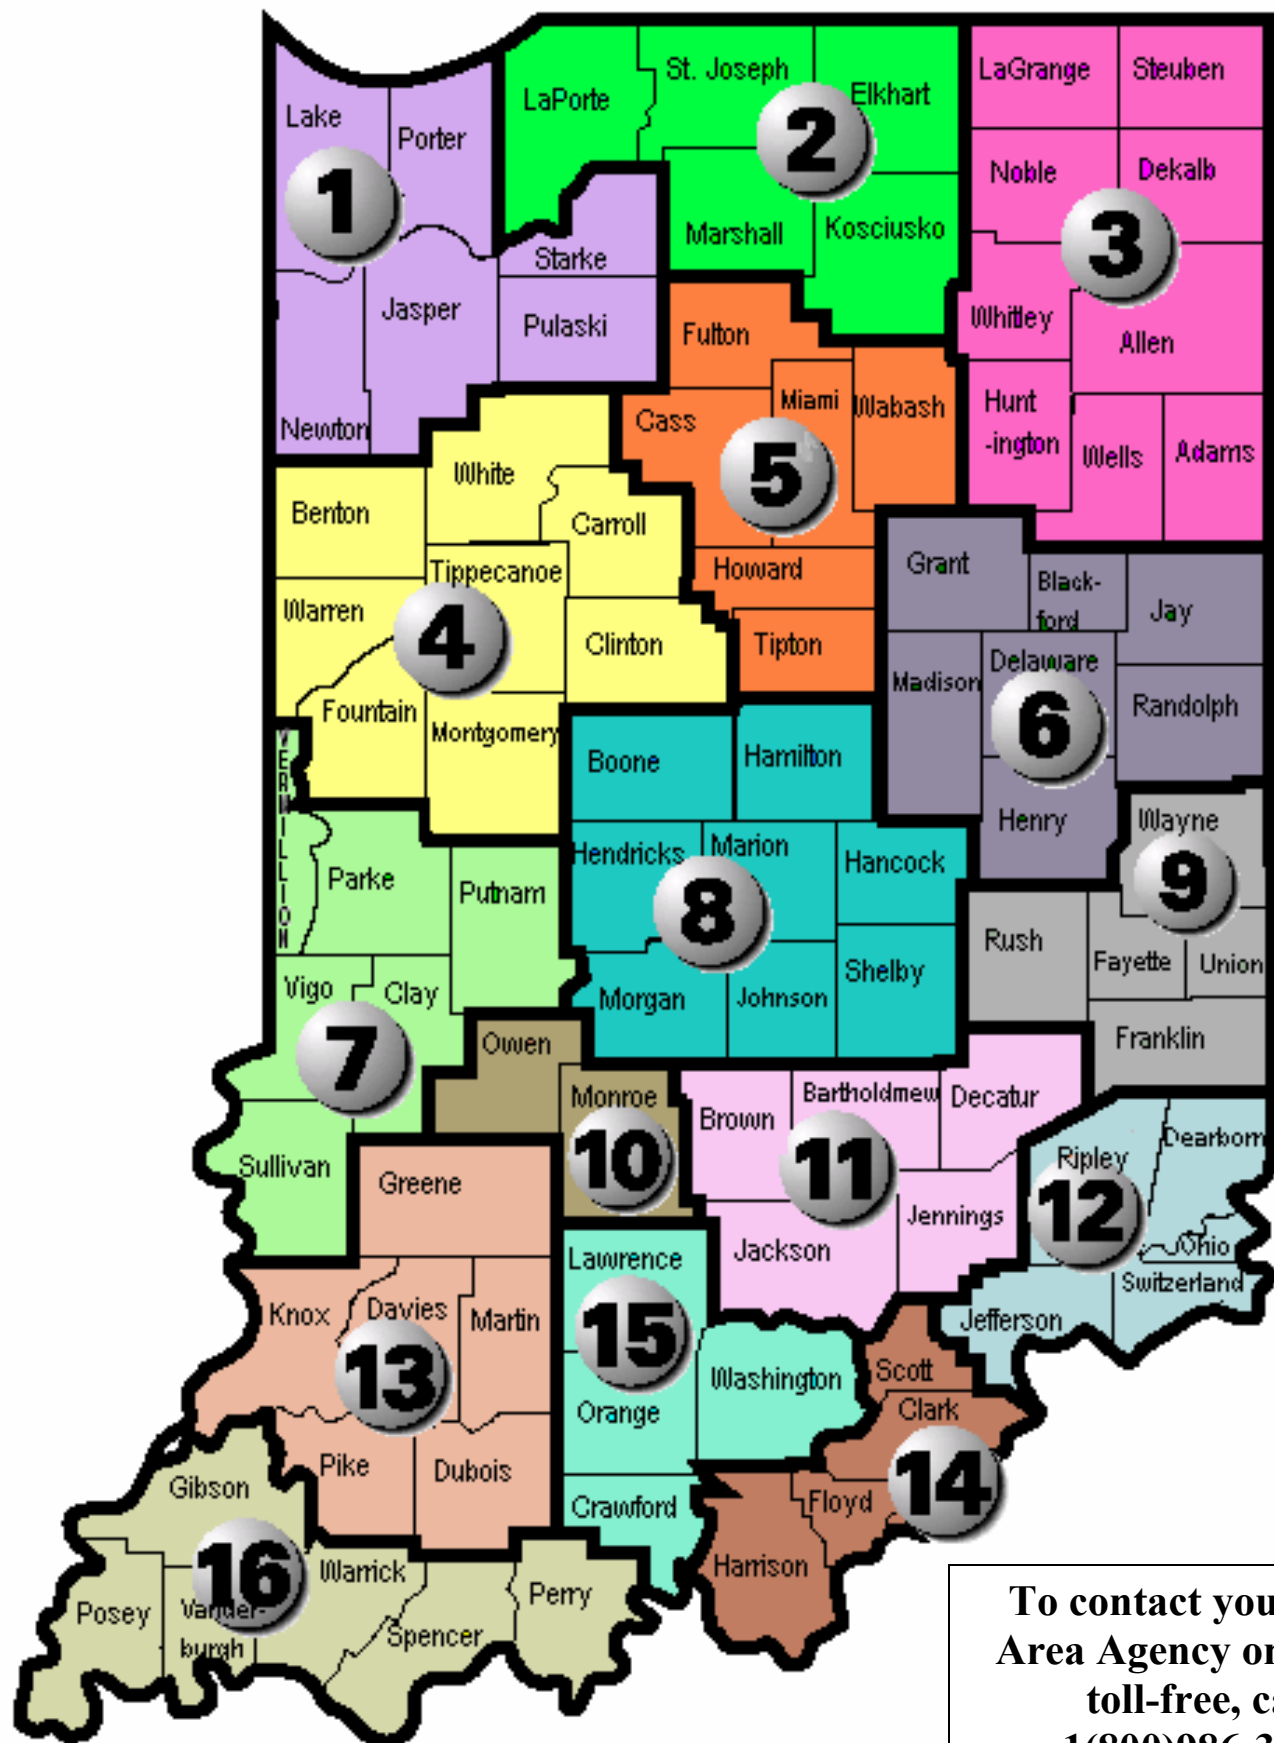 LaGrange
Steuben
St. Joseph
Elkhart
LaPorte
Lake
Porter
2
Noble
Dekalb
1
3
Marshall
Kosciusko
Starke
Jasper
Pulaski
Whitley
Fulton
Allen
Miami
Wabash
Hunt
-ington
Cass
Newton
Wells
Adams
White
5
Benton
Carroll
Howard
Grant
Tippecanoe
Black-
ford
Jay
Warren
4
Clinton
Tipton
Delaware
Madison
Randolph
Fountain
Montgomery
6
VERMILLION
Boone
Hamilton
Henry
Wayne
Hendricks
Marion
Hancock
9
Parke
Putnam
8
Rush
Fayette
Union
Shelby
Vigo
Clay
Morgan
Johnson
7
Owen
Franklin
Monroe
Bartholdmew
Decatur
Brown
Dearborn
Sullivan
10
11
Ripley
Greene
12
Jennings
Lawrence
Jackson
Ohio
Switzerland
Knox
Davies
Martin
15
Jefferson
13
Washington
Scott
Orange
Clark
Pike
Dubois
14
Gibson
Crawford
Floyd
16
Warrick
Harrison
Perry
Posey
Vander-
burgh
Spencer
To contact you
Area Agency on
toll-free, ca
1(800)986-3